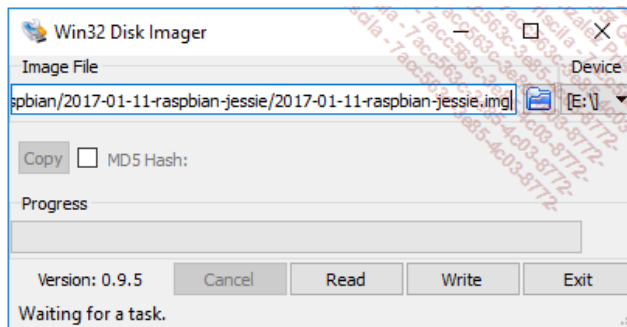 Win32 Disk Imager
Image File
Device
spbian/2017-01-11-raspbian-jessie/2017-01-11-raspbian-jessie.img
[E:\]
Copy
MD5 Hash:
Progress
Version: 0.9.5
Cancel
Read
Write
Exit
Waiting for a task.